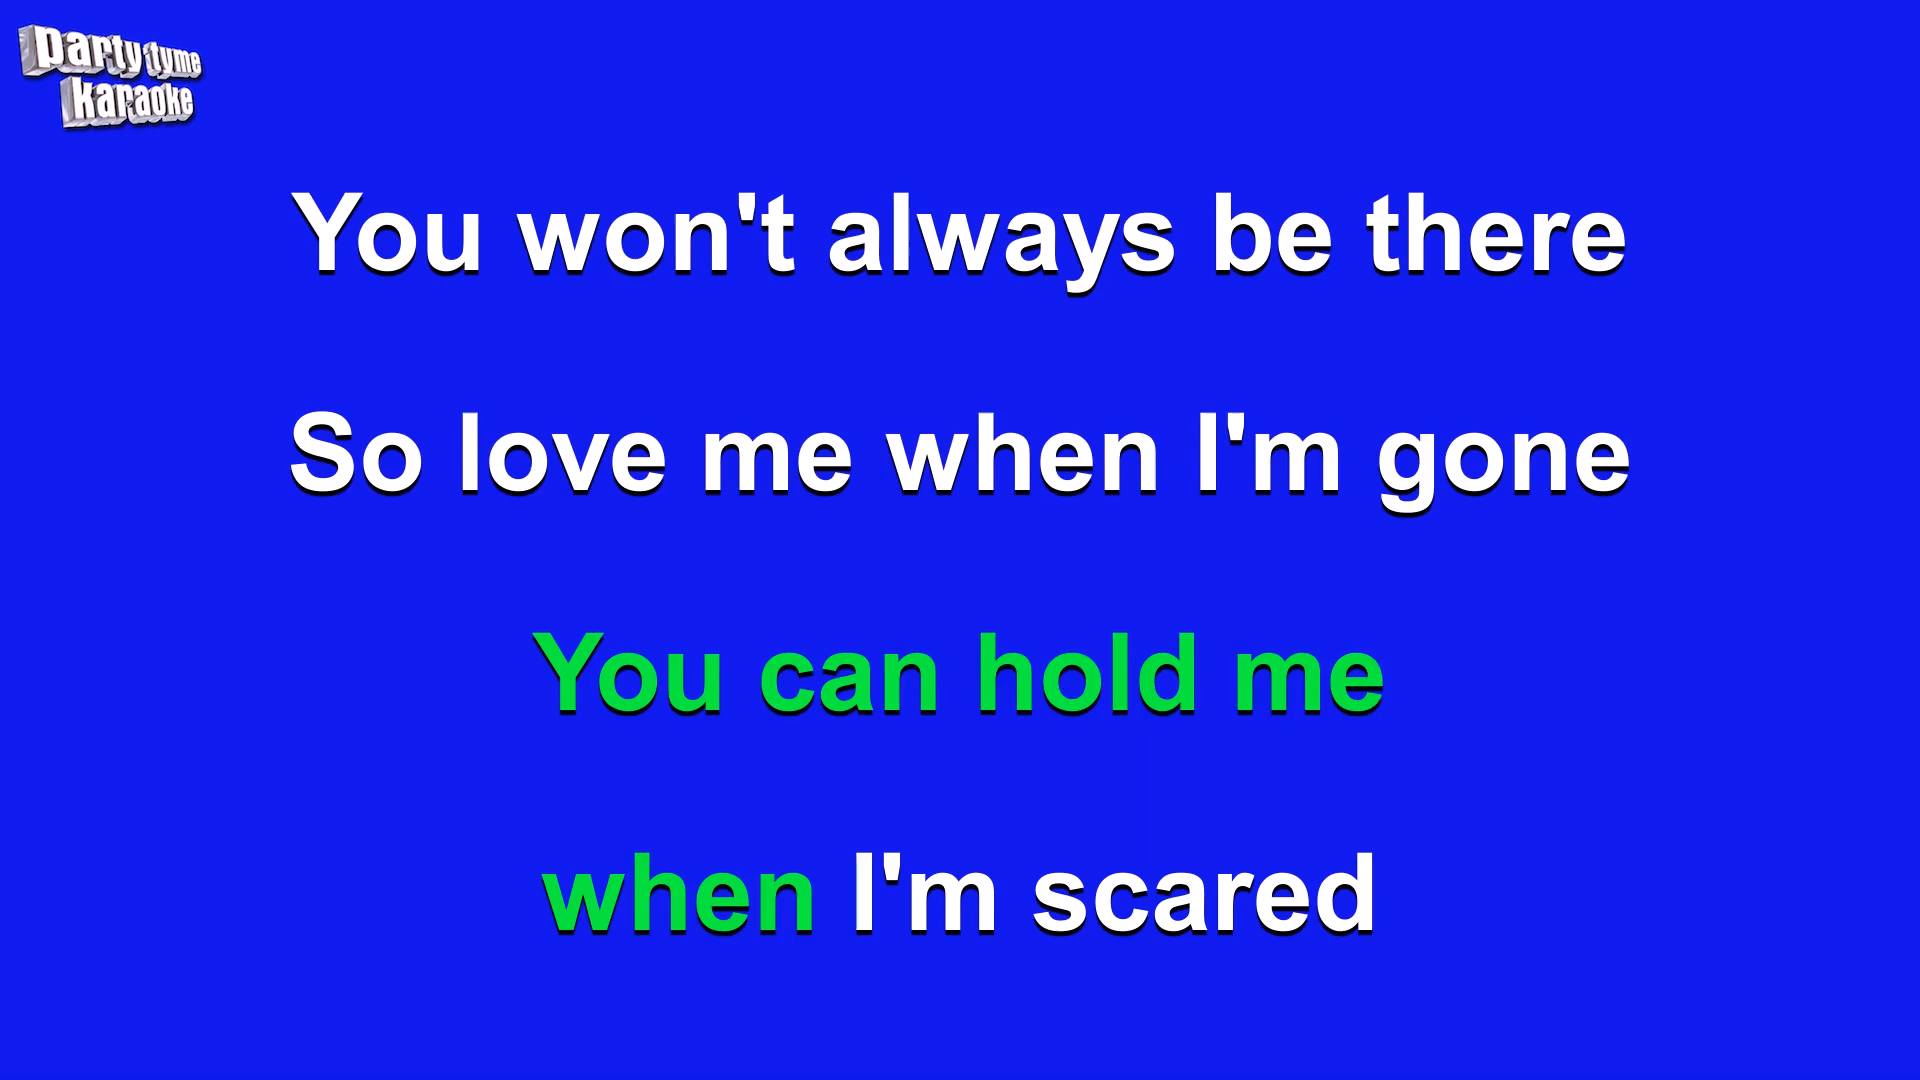 party tyme
karaoke
You won't always be there
So love me when I'm gone
You can hold me
when I'm scared